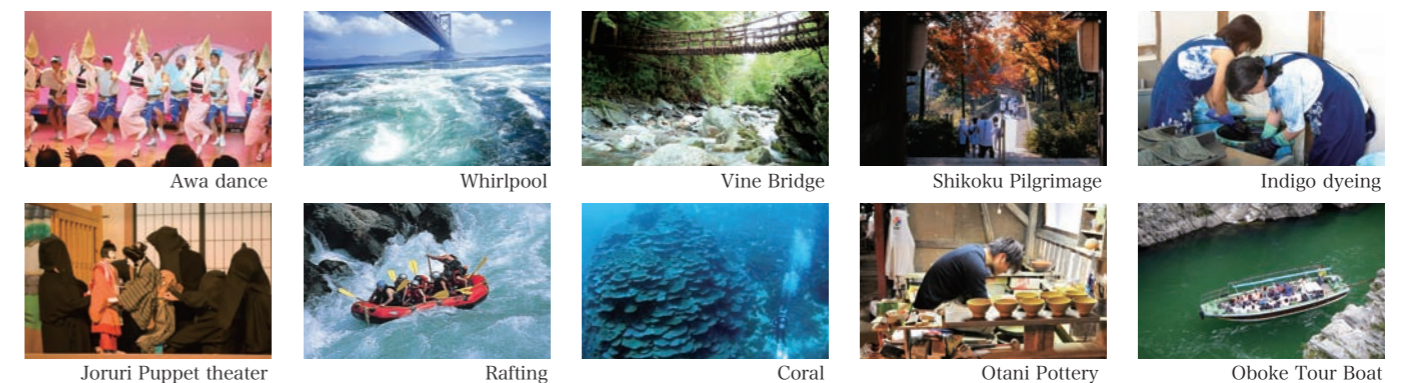 Awa dance
Whirlpool
Vine Bridge
Shikoku Pilgrimage
Indigo dyeing
Joruri Puppet theater
Rafting
Coral
Otani Pottery
Oboke Tour Boat